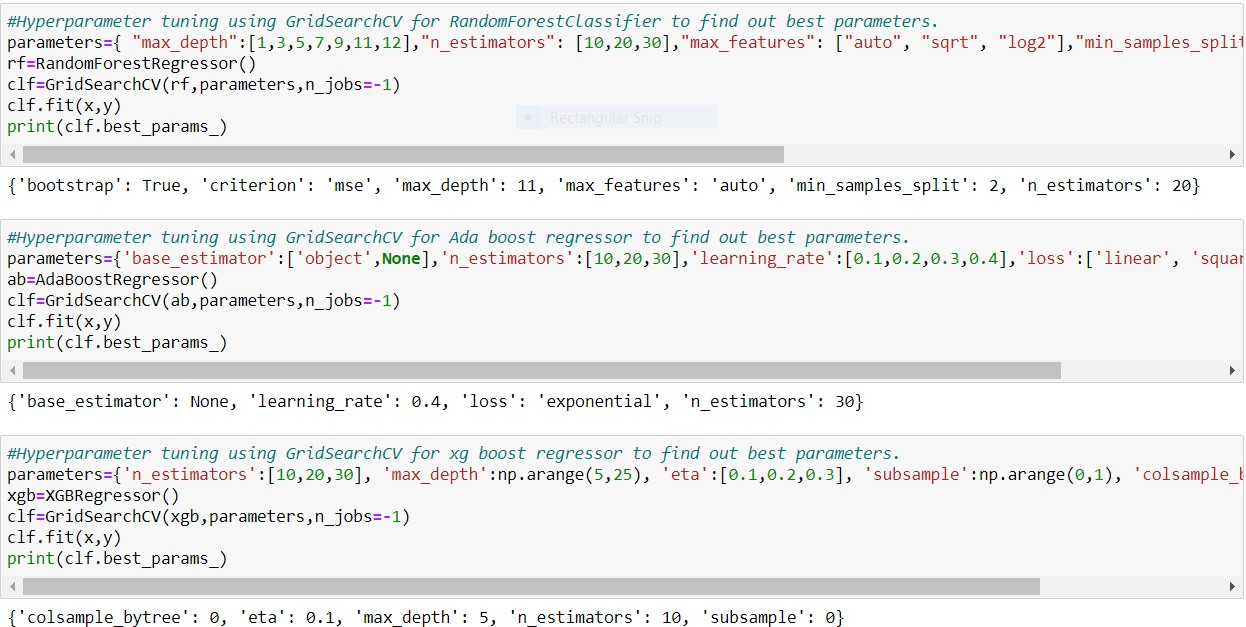 #Hyperparameter tuning using GridSearchCV for RandomForestClassifier to find out best parameters.
parameters={ "max_depth":[1,3,5,7,9,11,12],"n_estimators": [10,20,30],"max_features": ["auto", "sqrt", "log2"],"min_samples_split
rf=RandomForestRegressor()
clf=GridSearchCV(rf,parameters,n_jobs=-1)
clf.fit(x,y)
Rectangular Snip
print(clf.best_params_)
{'bootstrap': True, 'criterion': 'mse', 'max_depth': 11, 'max_features': 'auto', 'min_samples_split': 2, 'n_estimators': 20}
#Hyperparameter tuning using GridSearchCV for Ada boost regressor to find out best parameters.
parameters={'base_estimator':['object',None],'n_estimators':[10,20,30],'learning_rate':[0.1,0.2,0.3,0.4],'loss':['linear', 'squar
ab=AdaBoostRegressor()
clf=GridSearchCV(ab,parameters,n_jobs=-1)
clf.fit(x,y)
print(clf.best_params_)
{'base_estimator': None, 'learning_rate': 0.4, 'loss': 'exponential', 'n_estimators': 30}
#Hyperparameter tuning using GridSearchCV for xg boost regressor to find out best parameters.
parameters={'n_estimators':[10,20,30], 'max_depth':np.arange(5,25), 'eta':[0.1,0.2,0.3], 'subsample':np.arange(0,1), 'colsample_b
xgb=XGBRegressor()
clf=GridSearchCV(xgb,parameters,n_jobs=-1)
clf.fit(x,y)
print(clf.best_params_)
{'colsample_bytree': 0, 'eta': 0.1, 'max_depth': 5, 'n_estimators': 10, 'subsample': 0}